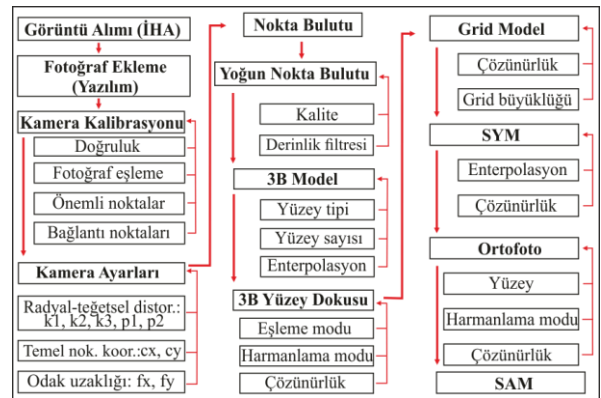 Görüntü Alımı (İHA)
Fotoğraf Ekleme
(Yazılım)
Kamera Kalibrasyonu
Doğruluk
Fotoğraf eşleme
Önemli noktalar
Bağlantı noktaları
Kamera Ayarları
Radyal-teğetsel distor.:
k1, k2, k3, p1, p2
Temel nok. koor.:cx, cy
Odak uzaklığı: fx, fy
Nokta Bulutu
Yoğun Nokta Bulutu
Kalite
Derinlik filtresi
3B Model
Yüzey tipi
Yüzey sayısı
Enterpolasyon
3B Yüzey Dokusu
Eşleme modu
Harmanlama modu
Çözünürlük
Grid Model
Çözünürlük
Grid büyüklüğü
SYM
Enterpolasyon
Çözünürlük
Ortofoto
Yüzey
Harmanlama modu
Çözünürlük
SAM